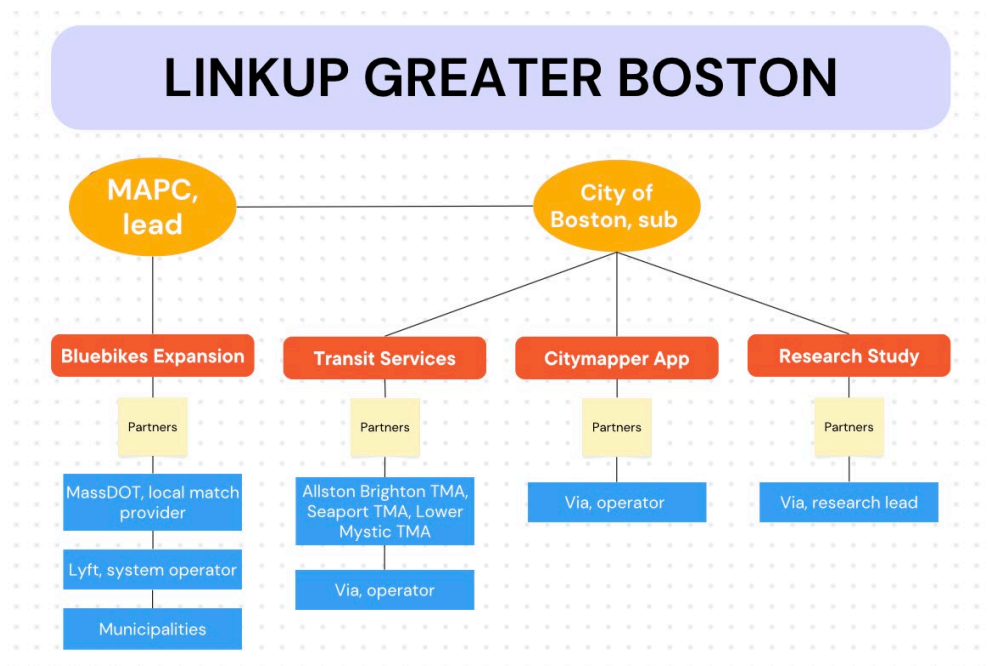 LINKUP GREATER BOSTON
MAPC,
lead
City of
Boston, sub
Bluebikes Expansion
Transit Services
Citymapper App
Research Study
Partners
Partners
Partners
Partners
MassDOT, local match
provider
Allston Brighton TMA,
Seaport TMA, Lower
Mystic TMA
Via, operator
Via, research lead
Lyft, system operator
Via, operator
Municipalities